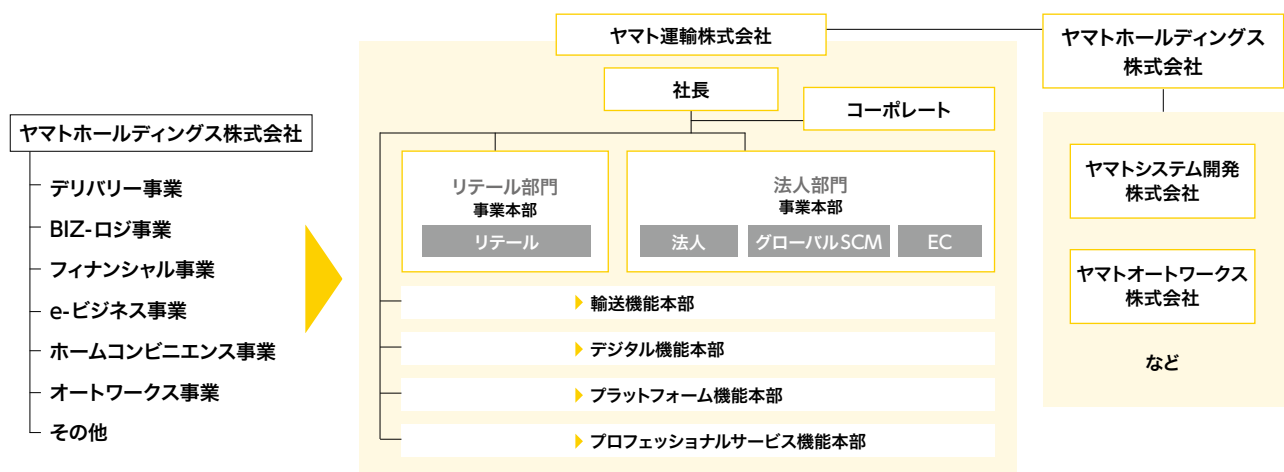 ヤマトホールディングス株式会社
デリバリー事業
BIZ-ロジ事業
フィナンシャル事業
e-ビジネス事業
ホームコンビニエンス事業
オートワークス事業
その他
ヤマト運輸株式会社
社長
コーポレート
リテール部門
事業本部
リテール
法人部門
事業本部
法人
グローバルSCM
EC
輸送機能本部
デジタル機能本部
プラットフォーム機能本部
プロフェッショナルサービス機能本部
ヤマトホールディングス
株式会社
ヤマトシステム開発
株式会社
ヤマトオートワークス
株式会社
など